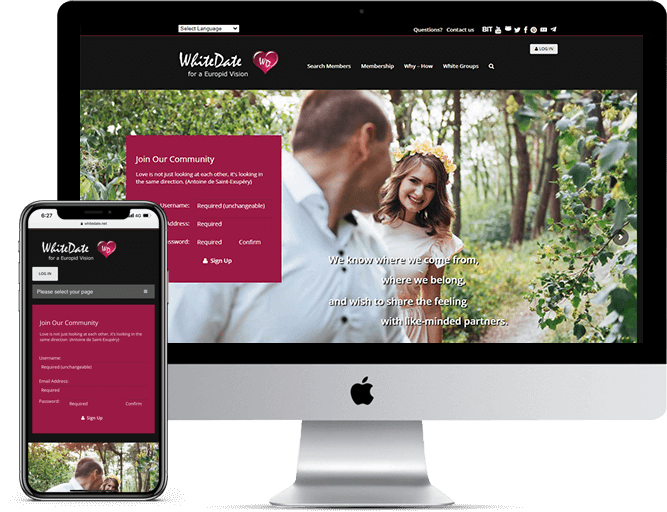 Select Language
Questions? Contact us
BIT
LOG IN
WhiteDate WD
for a Europid Vision
Search Members Membership Why – How White Groups
Join Our Community
Love is not just looking at each other, it's looking in
the same direction. (Antoine de Saint-Exupéry)
Username: Required (unchangeable)
Address: Required
Password: Required Confirm
Sign Up
We know where we come from,
where we belong,
and wish to share the feeling
with like-minded partners.
6:27 4G
whitedate.net
WhiteDate WD
for a Europid Vision
LOG IN
Please select your page
Join Our Community
Love is not just looking at each other, it's looking in
the same direction. (Antoine de Saint-Exupéry)
Username:
Required (unchangeable)
Email Address:
Required
Password: Required Confirm
Sign Up